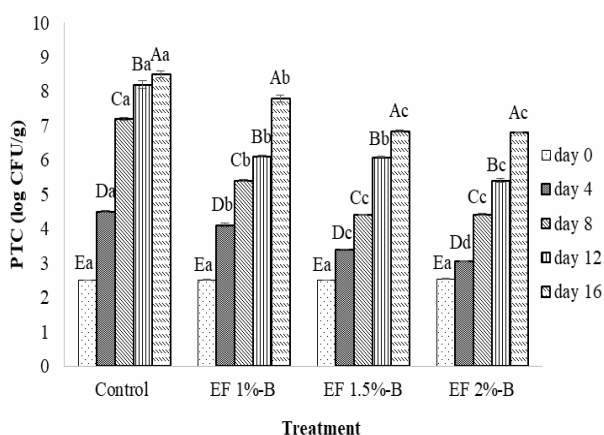 PTC (log CFU/g)
10
9
8
7
6
5
4
3
2
1
0
Ea Da Ca Ba Aa
Ea Db Cb Bb Ab
Ea Dc Cc Bb Ac
Ea Dd Cc Bc Ac
day 0
day 4
day 8
day 12
day 16
Control EF 1%-B EF 1.5%-B EF 2%-B
Treatment